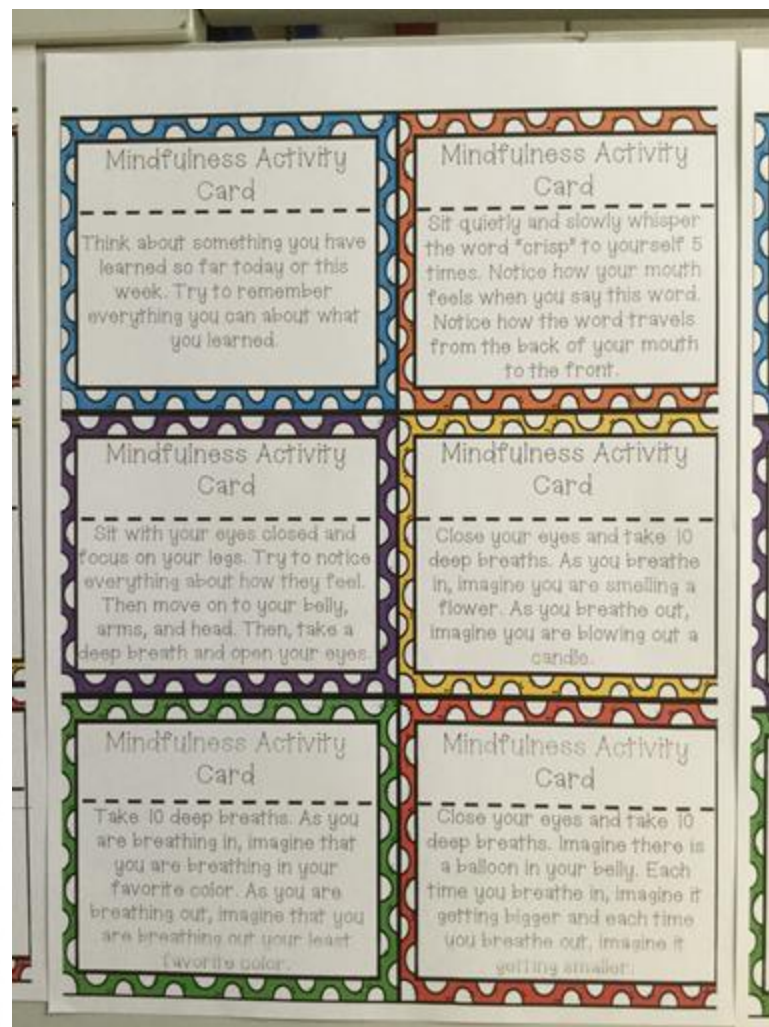 Mindfulness Activity
Card
Think about something you have
learned so far today or this
week. Try to remember
everything you can about what
you learned.
Mindfulness Activity
Card
Sit quietly and slowly whisper
the word "crisp" to yourself 5
times. Notice how your mouth
feels when you say this word.
Notice how the word travels
from the back of your mouth
to the front.
Mindfulness Activity
Card
Sit with your eyes closed and
focus on your legs. Try to notice
everything about how they feel.
Then move on to your belly,
arms, and head. Then, take a
deep breath and open your eyes.
Mindfulness Activity
Card
Close your eyes and take 10
deep breaths. As you breathe
in, imagine you are smelling a
flower. As you breathe out,
imagine you are blowing out a
candle.
Mindfulness Activity
Card
Take 10 deep breaths. As you
are breathing in, imagine that
you are breathing in your
favorite color. As you are
breathing out, imagine that you
are breathing out your least
favorite color.
Mindfulness Activity
Card
Close your eyes and take 10
deep breaths. Imagine there is
a balloon in your belly. Each
time you breathe in, imagine it
getting bigger and each time
you breathe out, imagine it
getting smaller.